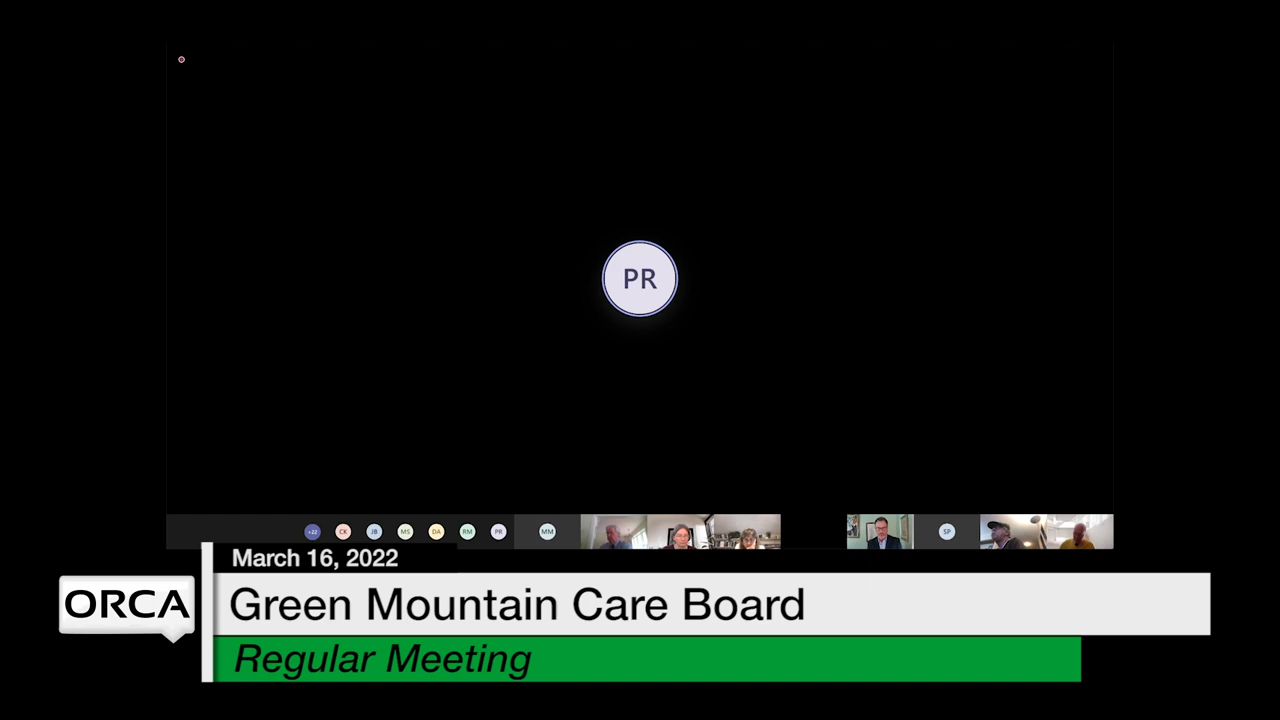 PR
+22 CK JB MS DA RM PR MM SP
March 16, 2022
ORCA
Green Mountain Care Board
Regular Meeting